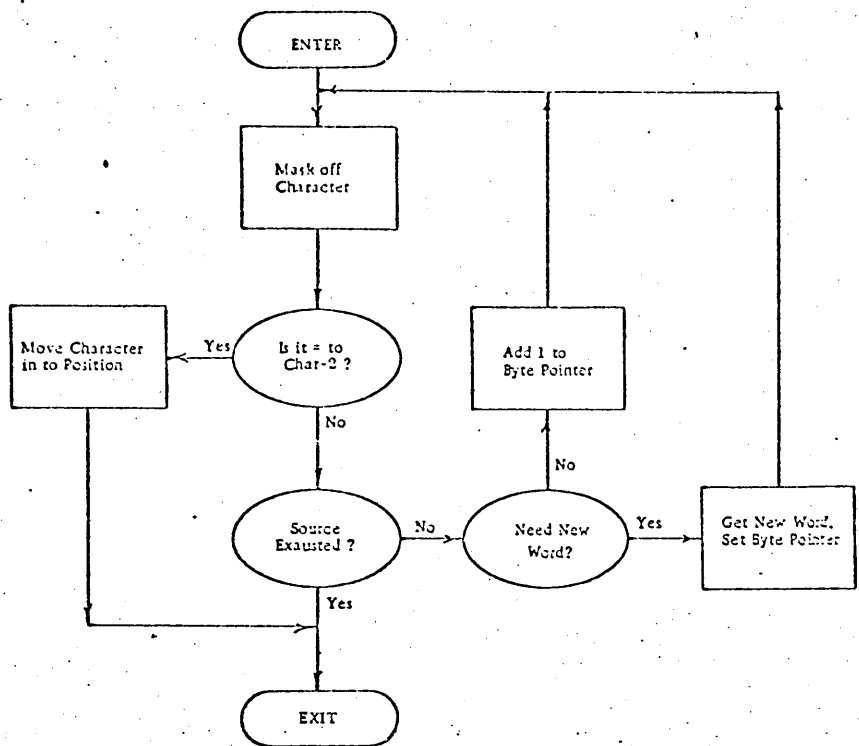 ENTER
Mask off
Character
Is it = to
Char-2 ?
Yes
Move Character
in to Position
No
Source
Exausted ?
No
Need New
Word?
No
Add 1 to
Byte Pointer
Yes
Get New Word,
Set Byte Pointer
Yes
EXIT